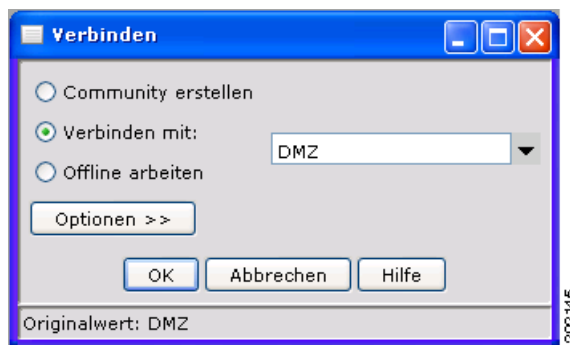 Verbinden
Community erstellen
Verbinden mit:
DMZ
Offline arbeiten
Optionen >>
OK
Abbrechen
Hilfe
Originalwert: DMZ